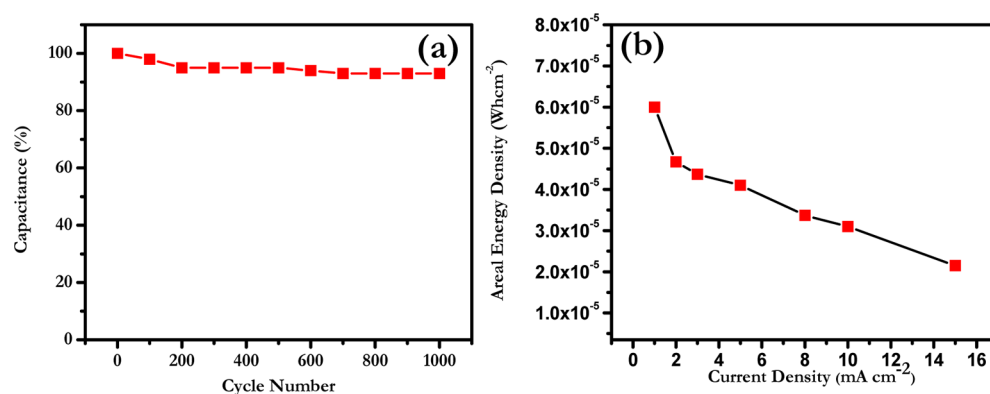 (a)
Capacitance (%)
100
80
60
40
20
0
0 200 400 600 800 1000
Cycle Number
(b)
Areal Energy Density (Whcm-2)
8.0x10-5
7.0x10-5
6.0x10-5
5.0x10-5
4.0x10-5
3.0x10-5
2.0x10-5
1.0x10-5
0 2 4 6 8 10 12 14 16
Current Density (mA cm-2)